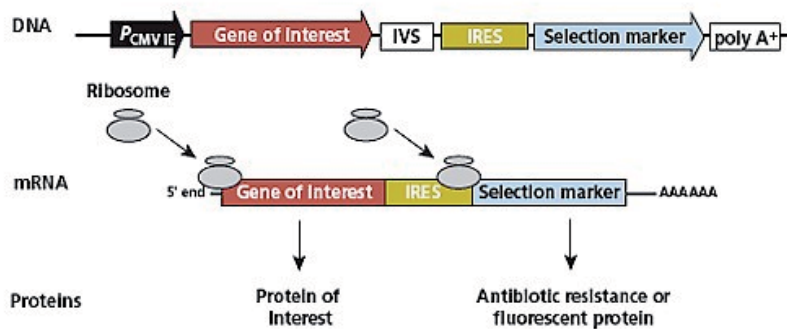 DNA P CMV IE Gene of Interest IVS IRES Selection marker poly A+
Ribosome
mRNA 5' end Gene of Interest IRES Selection marker AAAAAA
Proteins Protein of Interest Antibiotic resistance or fluorescent protein